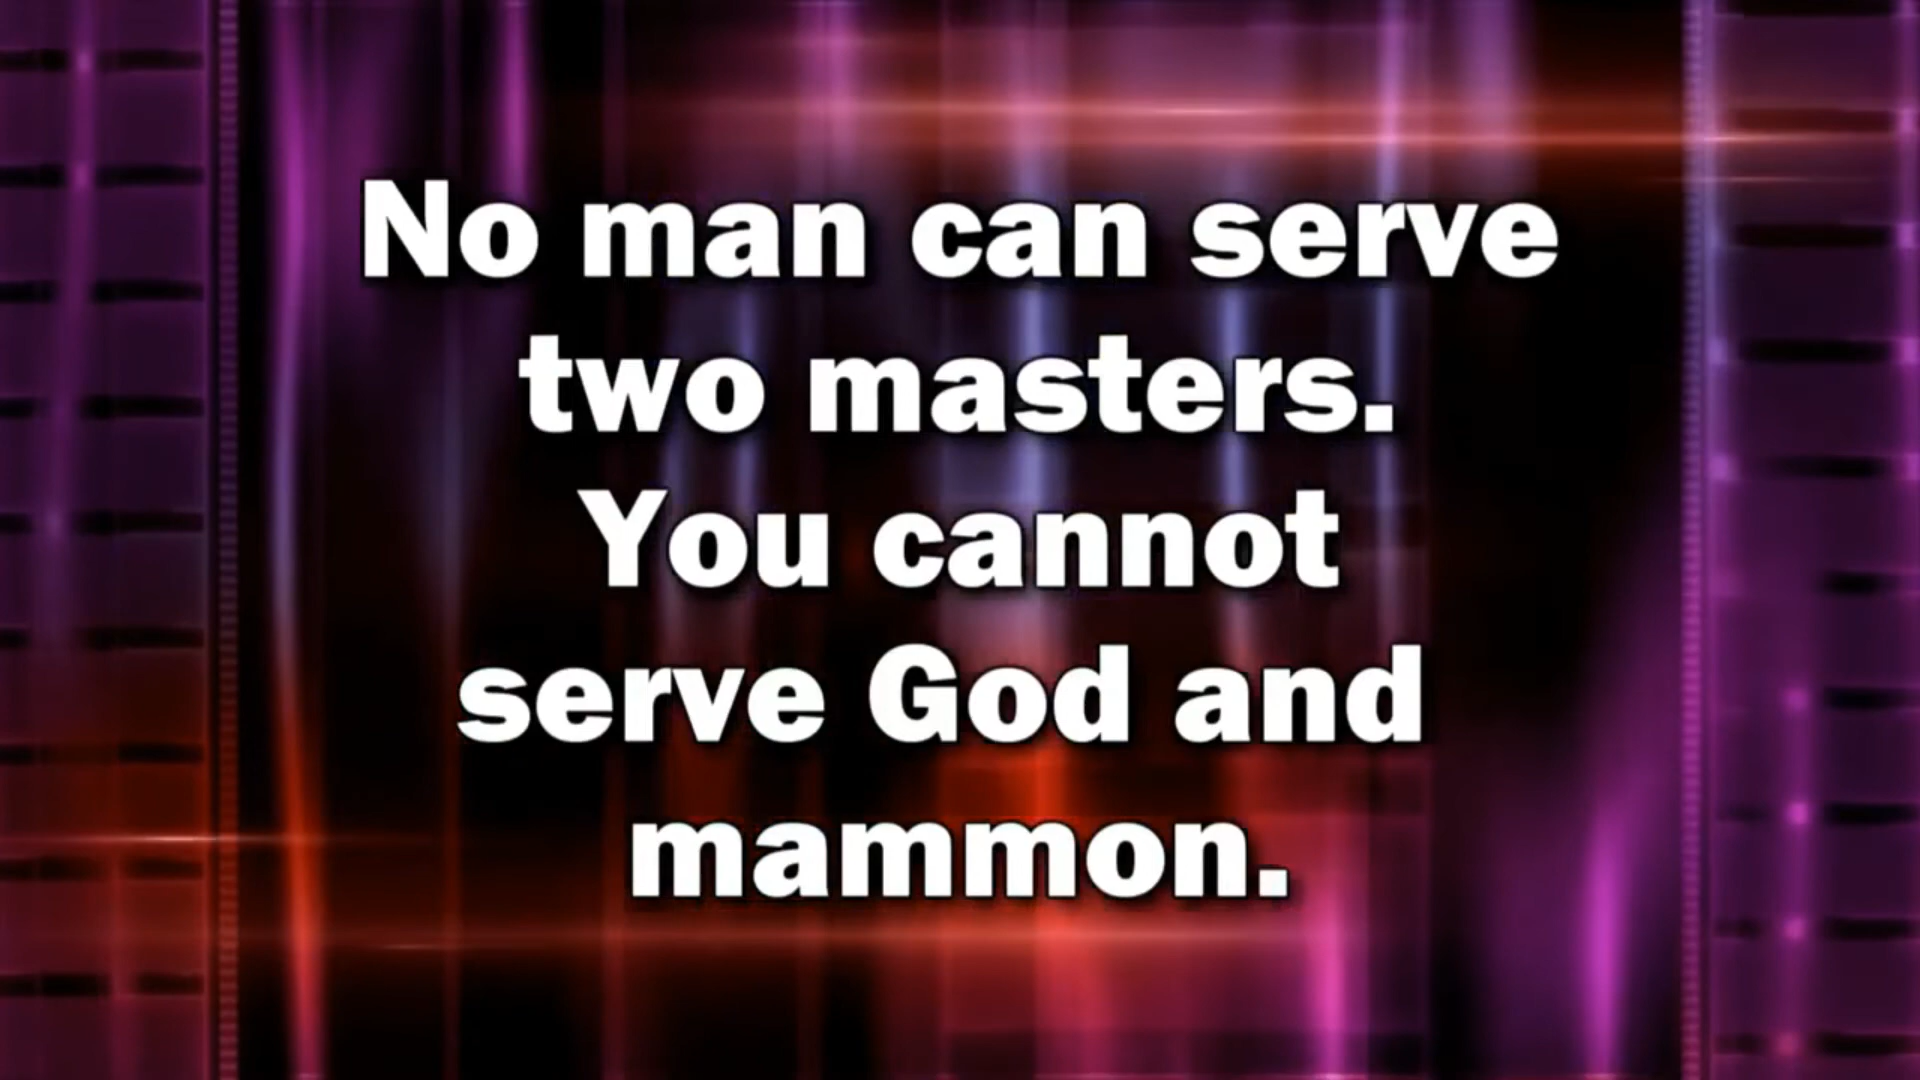 No man can serve
two masters.
You cannot
serve God and
mammon.